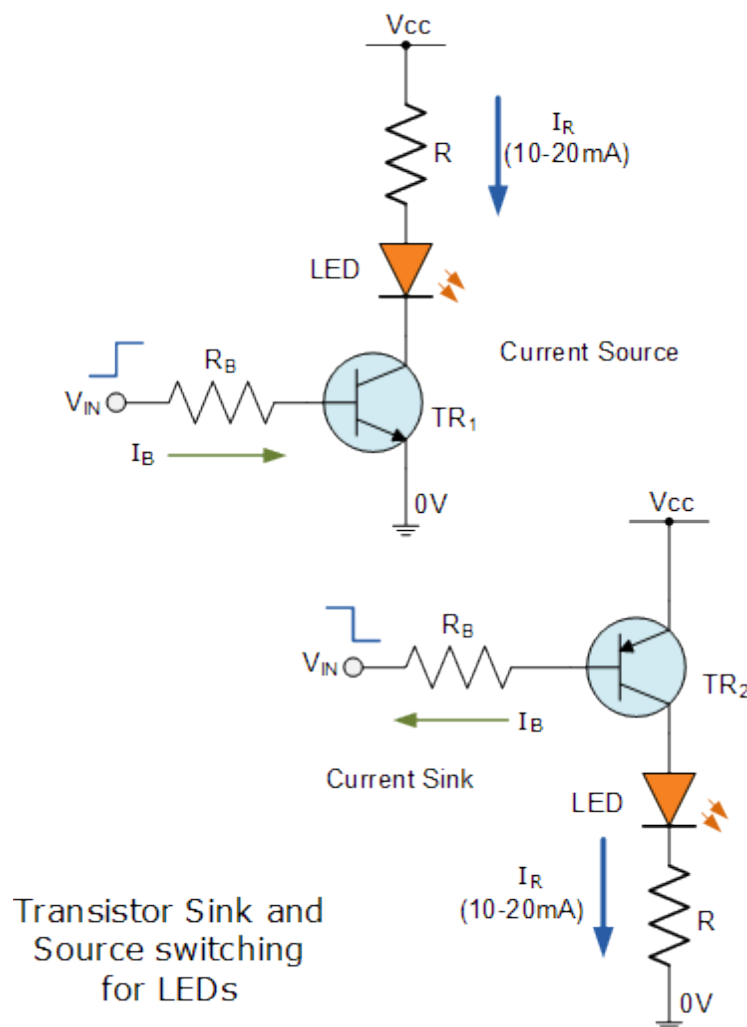 Vcc
R
IR
(10-20mA)
LED
Current Source
RB
VIN
TR1
IB
0V
Vcc
RB
VIN
TR2
IB
Current Sink
LED
IR
(10-20mA)
R
0V
Transistor Sink and
Source switching
for LEDs